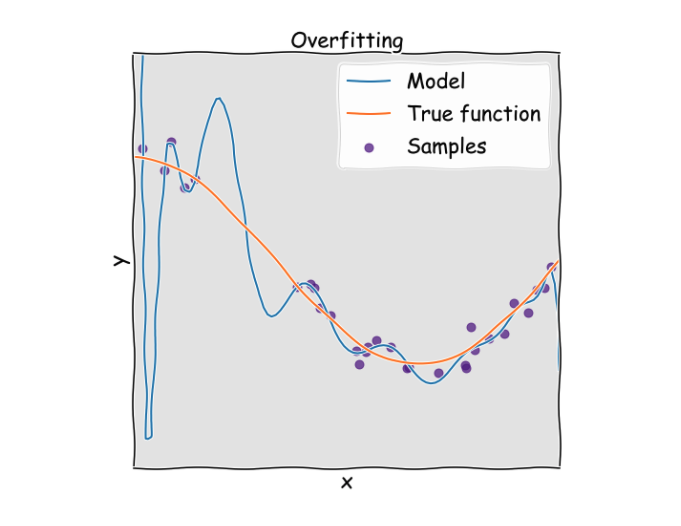 Overfitting
Model
True function
Samples
y
x